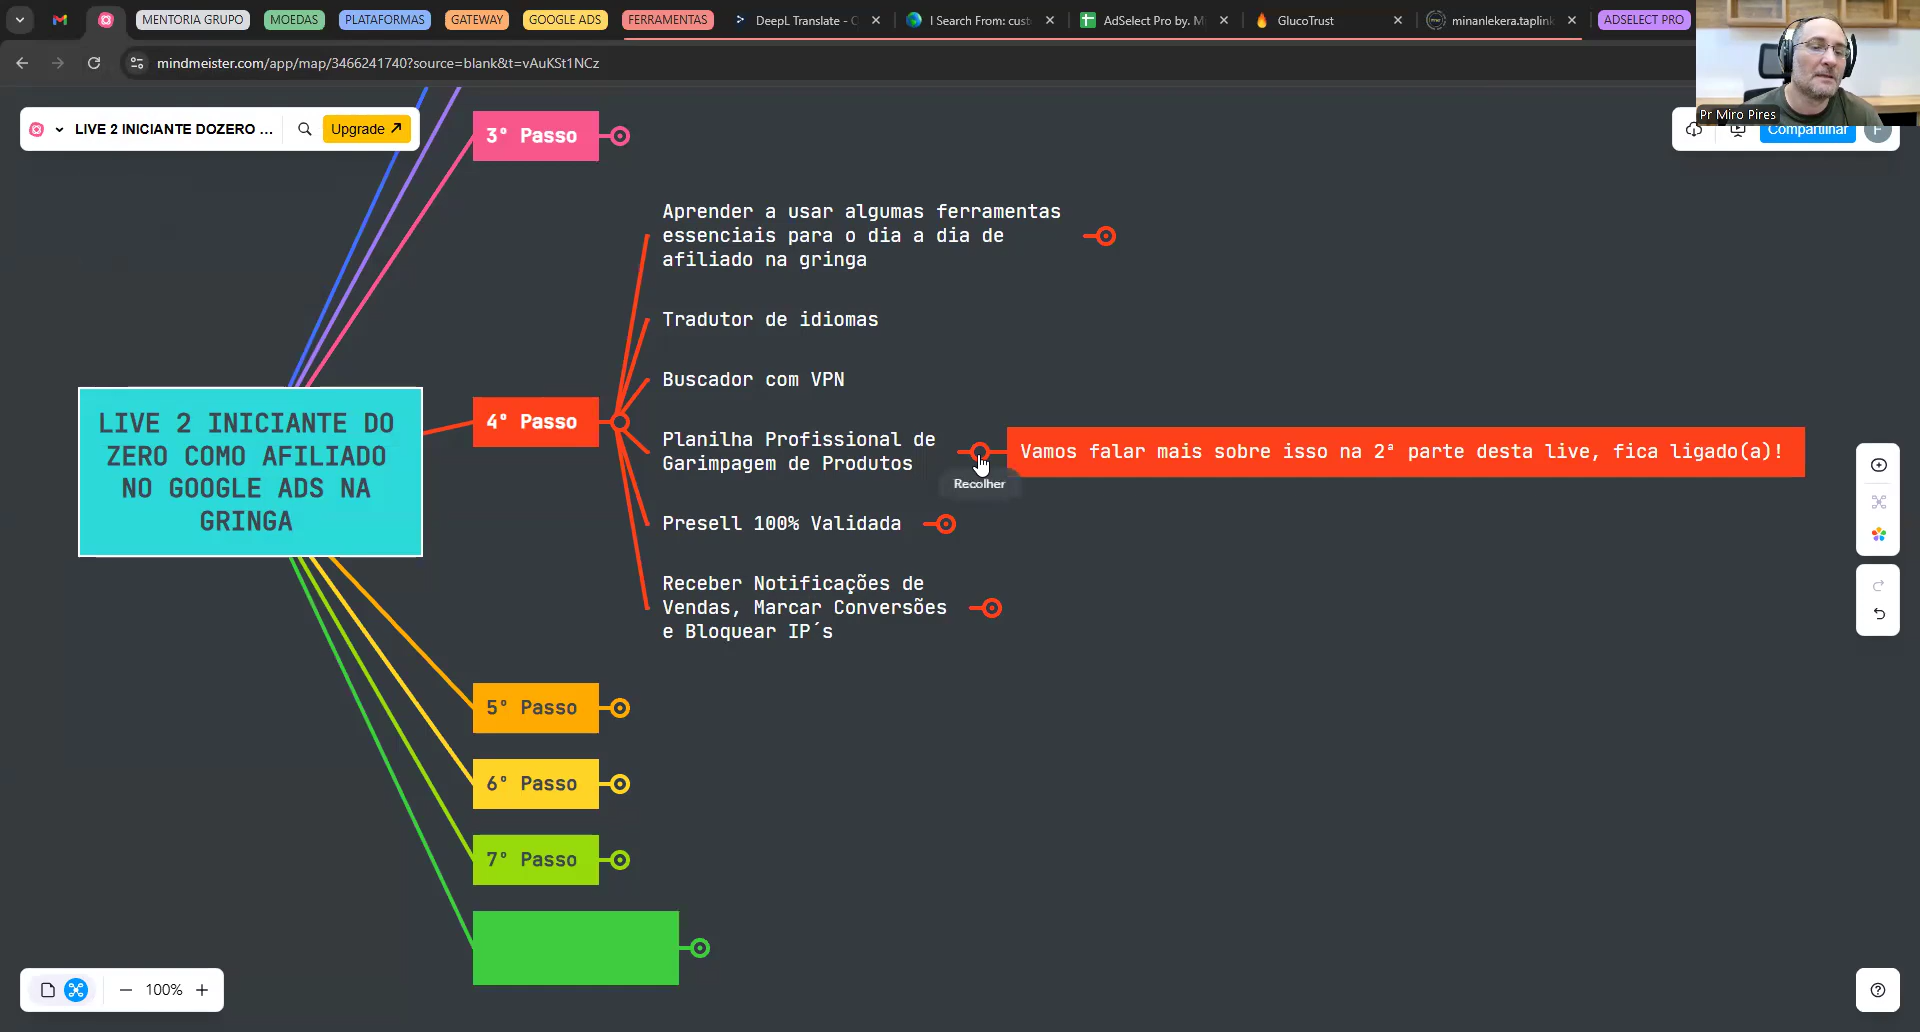 MENTORIA GRUPO
MOEDAS
PLATAFORMAS
GATEWAY
GOOGLE ADS
FERRAMENTAS
DeepL Translate - 
I Search From: cust
AdSelect Pro by. M
GlucoTrust
minanlekera.taplink
ADSELECT PRO
mindmeister.com/app/map/3466241740?source=blank&t=vAuKSt1NCz
Pr Miro Pires
LIVE 2 INICIANTE DOZERO ...
Upgrade
Compartilhar
3° Passo
Aprender a usar algumas ferramentas
essenciais para o dia a dia de
afiliado na gringa
Tradutor de idiomas
Buscador com VPN
LIVE 2 INICIANTE DO
ZERO COMO AFILIADO
NO GOOGLE ADS NA
GRINGA
4° Passo
Planilha Profissional de
Garimpagem de Produtos
Vamos falar mais sobre isso na 2ª parte desta live, fica ligado(a)!
Recolher
Presell 100% Validada
Receber Notificações de
Vendas, Marcar Conversões
e Bloquear IP´s
5° Passo
6° Passo
7° Passo
100%